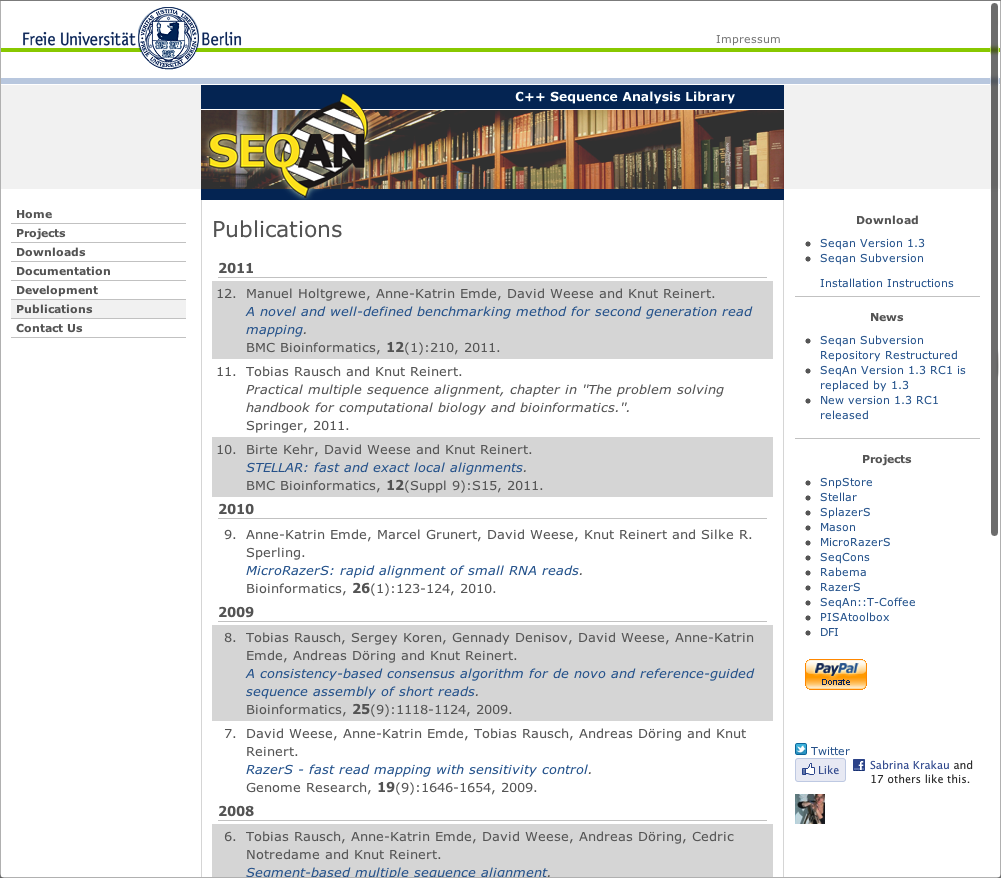 Freie Universität Berlin
Impressum
C++ Sequence Analysis Library
SEQAN
Home
Projects
Downloads
Documentation
Development
Publications
Contact Us
Publications
2011
12. Manuel Holtgrewe, Anne-Katrin Emde, David Weese and Knut Reinert.
A novel and well-defined benchmarking method for second generation read
mapping.
BMC Bioinformatics, 12(1):210, 2011.
11. Tobias Rausch and Knut Reinert.
Practical multiple sequence alignment, chapter in "The problem solving
handbook for computational biology and bioinformatics.".
Springer, 2011.
10. Birte Kehr, David Weese and Knut Reinert.
STELLAR: fast and exact local alignments.
BMC Bioinformatics, 12(Suppl 9):S15, 2011.
2010
9. Anne-Katrin Emde, Marcel Grunert, David Weese, Knut Reinert and Silke R.
Sperling.
MicroRazerS: rapid alignment of small RNA reads.
Bioinformatics, 26(1):123-124, 2010.
2009
8. Tobias Rausch, Sergey Koren, Gennady Denisov, David Weese, Anne-Katrin
Emde, Andreas Döring and Knut Reinert.
A consistency-based consensus algorithm for de novo and reference-guided
sequence assembly of short reads.
Bioinformatics, 25(9):1118-1124, 2009.
7. David Weese, Anne-Katrin Emde, Tobias Rausch, Andreas Döring and Knut
Reinert.
RazerS - fast read mapping with sensitivity control.
Genome Research, 19(9):1646-1654, 2009.
2008
6. Tobias Rausch, Anne-Katrin Emde, David Weese, Andreas Döring, Cedric
Notredame and Knut Reinert.
Segment-based multiple sequence alignment.
Download
Seqan Version 1.3
Seqan Subversion
Installation Instructions
News
Seqan Subversion
Repository Restructured
SeqAn Version 1.3 RC1 is
replaced by 1.3
New version 1.3 RC1
released
Projects
SnpStore
Stellar
SplazerS
Mason
MicroRazerS
SeqCons
Rabema
RazerS
SeqAn::T-Coffee
PISAtoolbox
DFI
PayPal
Donate
Twitter
Like
Sabrina Krakau and
17 others like this.